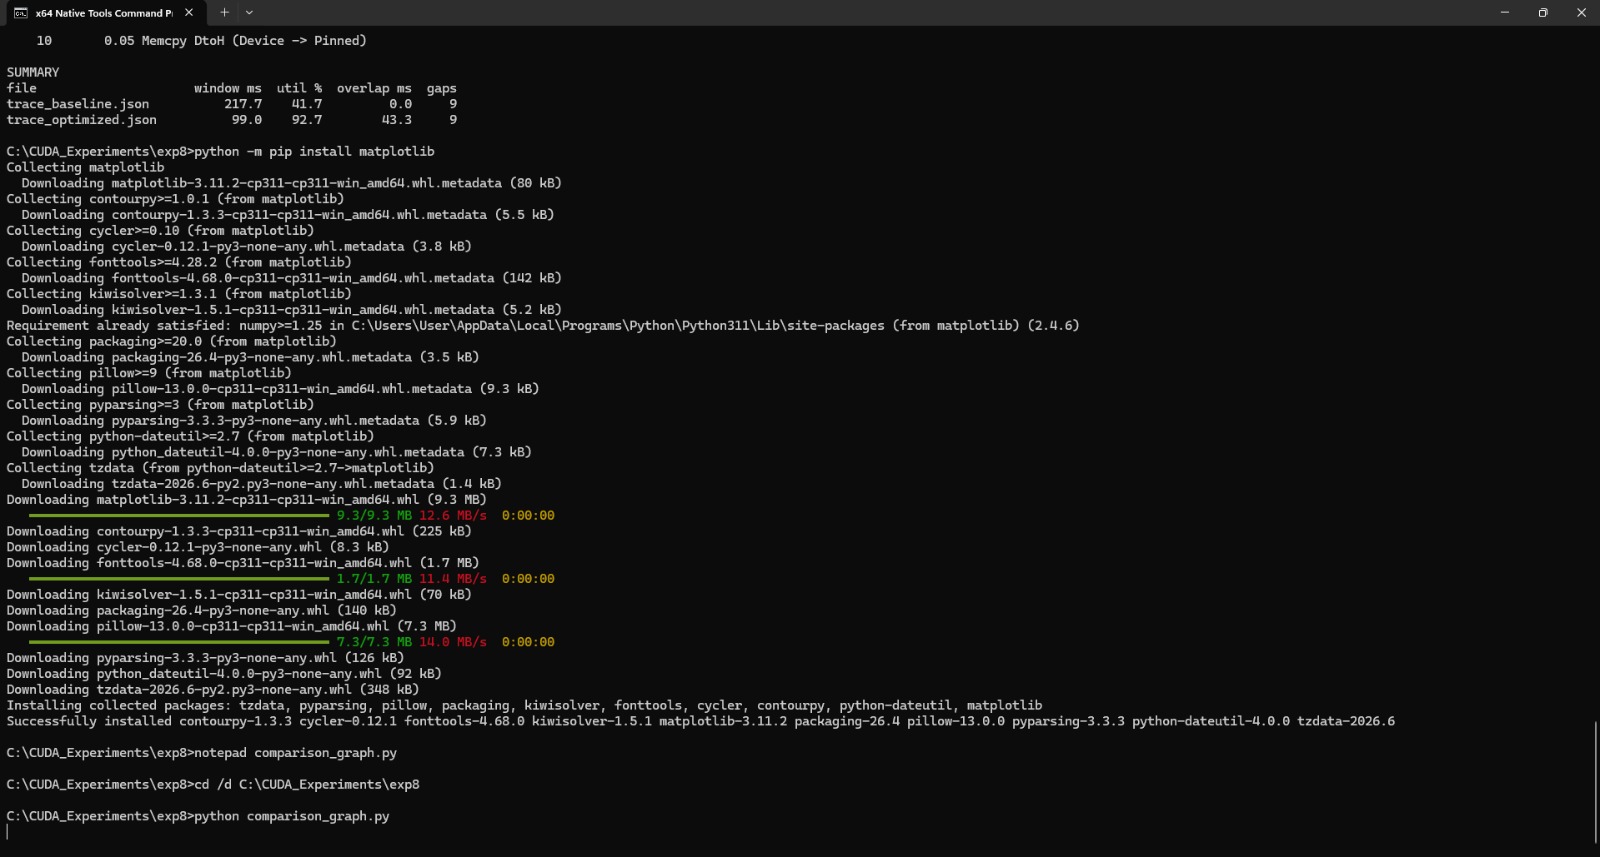 x64 Native Tools Command P
10       0.05 Memcpy DtoH (Device -> Pinned)
SUMMARY
file                     window ms  util %  overlap ms  gaps
trace_baseline.json          217.7    41.7         0.0     9
trace_optimized.json          99.0    92.7        43.3     9
C:\CUDA_Experiments\exp8>python -m pip install matplotlib
Collecting matplotlib
  Downloading matplotlib-3.11.2-cp311-cp311-win_amd64.whl.metadata (80 kB)
Collecting contourpy>=1.0.1 (from matplotlib)
  Downloading contourpy-1.3.3-cp311-cp311-win_amd64.whl.metadata (5.5 kB)
Collecting cycler>=0.10 (from matplotlib)
  Downloading cycler-0.12.1-py3-none-any.whl.metadata (3.8 kB)
Collecting fonttools>=4.28.2 (from matplotlib)
  Downloading fonttools-4.68.0-cp311-cp311-win_amd64.whl.metadata (142 kB)
Collecting kiwisolver>=1.3.1 (from matplotlib)
  Downloading kiwisolver-1.5.1-cp311-cp311-win_amd64.whl.metadata (5.2 kB)
Requirement already satisfied: numpy>=1.25 in C:\Users\User\AppData\Local\Programs\Python\Python311\Lib\site-packages (from matplotlib) (2.4.6)
Collecting packaging>=20.0 (from matplotlib)
  Downloading packaging-26.4-py3-none-any.whl.metadata (3.5 kB)
Collecting pillow>=9 (from matplotlib)
  Downloading pillow-13.0.0-cp311-cp311-win_amd64.whl.metadata (9.3 kB)
Collecting pyparsing>=3 (from matplotlib)
  Downloading pyparsing-3.3.3-py3-none-any.whl.metadata (5.9 kB)
Collecting python-dateutil>=2.7 (from matplotlib)
  Downloading python_dateutil-4.0.0-py3-none-any.whl.metadata (7.3 kB)
Collecting tzdata (from python-dateutil>=2.7->matplotlib)
  Downloading tzdata-2026.6-py2.py3-none-any.whl.metadata (1.4 kB)
Downloading matplotlib-3.11.2-cp311-cp311-win_amd64.whl (9.3 MB)
9.3/9.3 MB 12.6 MB/s  0:00:00
Downloading contourpy-1.3.3-cp311-cp311-win_amd64.whl (225 kB)
Downloading cycler-0.12.1-py3-none-any.whl (8.3 kB)
Downloading fonttools-4.68.0-cp311-cp311-win_amd64.whl (1.7 MB)
1.7/1.7 MB 11.4 MB/s  0:00:00
Downloading kiwisolver-1.5.1-cp311-cp311-win_amd64.whl (70 kB)
Downloading packaging-26.4-py3-none-any.whl (140 kB)
Downloading pillow-13.0.0-cp311-cp311-win_amd64.whl (7.3 MB)
7.3/7.3 MB 14.0 MB/s  0:00:00
Downloading pyparsing-3.3.3-py3-none-any.whl (126 kB)
Downloading python_dateutil-4.0.0-py3-none-any.whl (92 kB)
Downloading tzdata-2026.6-py2.py3-none-any.whl (348 kB)
Installing collected packages: tzdata, pyparsing, pillow, packaging, kiwisolver, fonttools, cycler, contourpy, python-dateutil, matplotlib
Successfully installed contourpy-1.3.3 cycler-0.12.1 fonttools-4.68.0 kiwisolver-1.5.1 matplotlib-3.11.2 packaging-26.4 pillow-13.0.0 pyparsing-3.3.3 python-dateutil-4.0.0 tzdata-2026.6
C:\CUDA_Experiments\exp8>notepad comparison_graph.py
C:\CUDA_Experiments\exp8>cd /d C:\CUDA_Experiments\exp8
C:\CUDA_Experiments\exp8>python comparison_graph.py